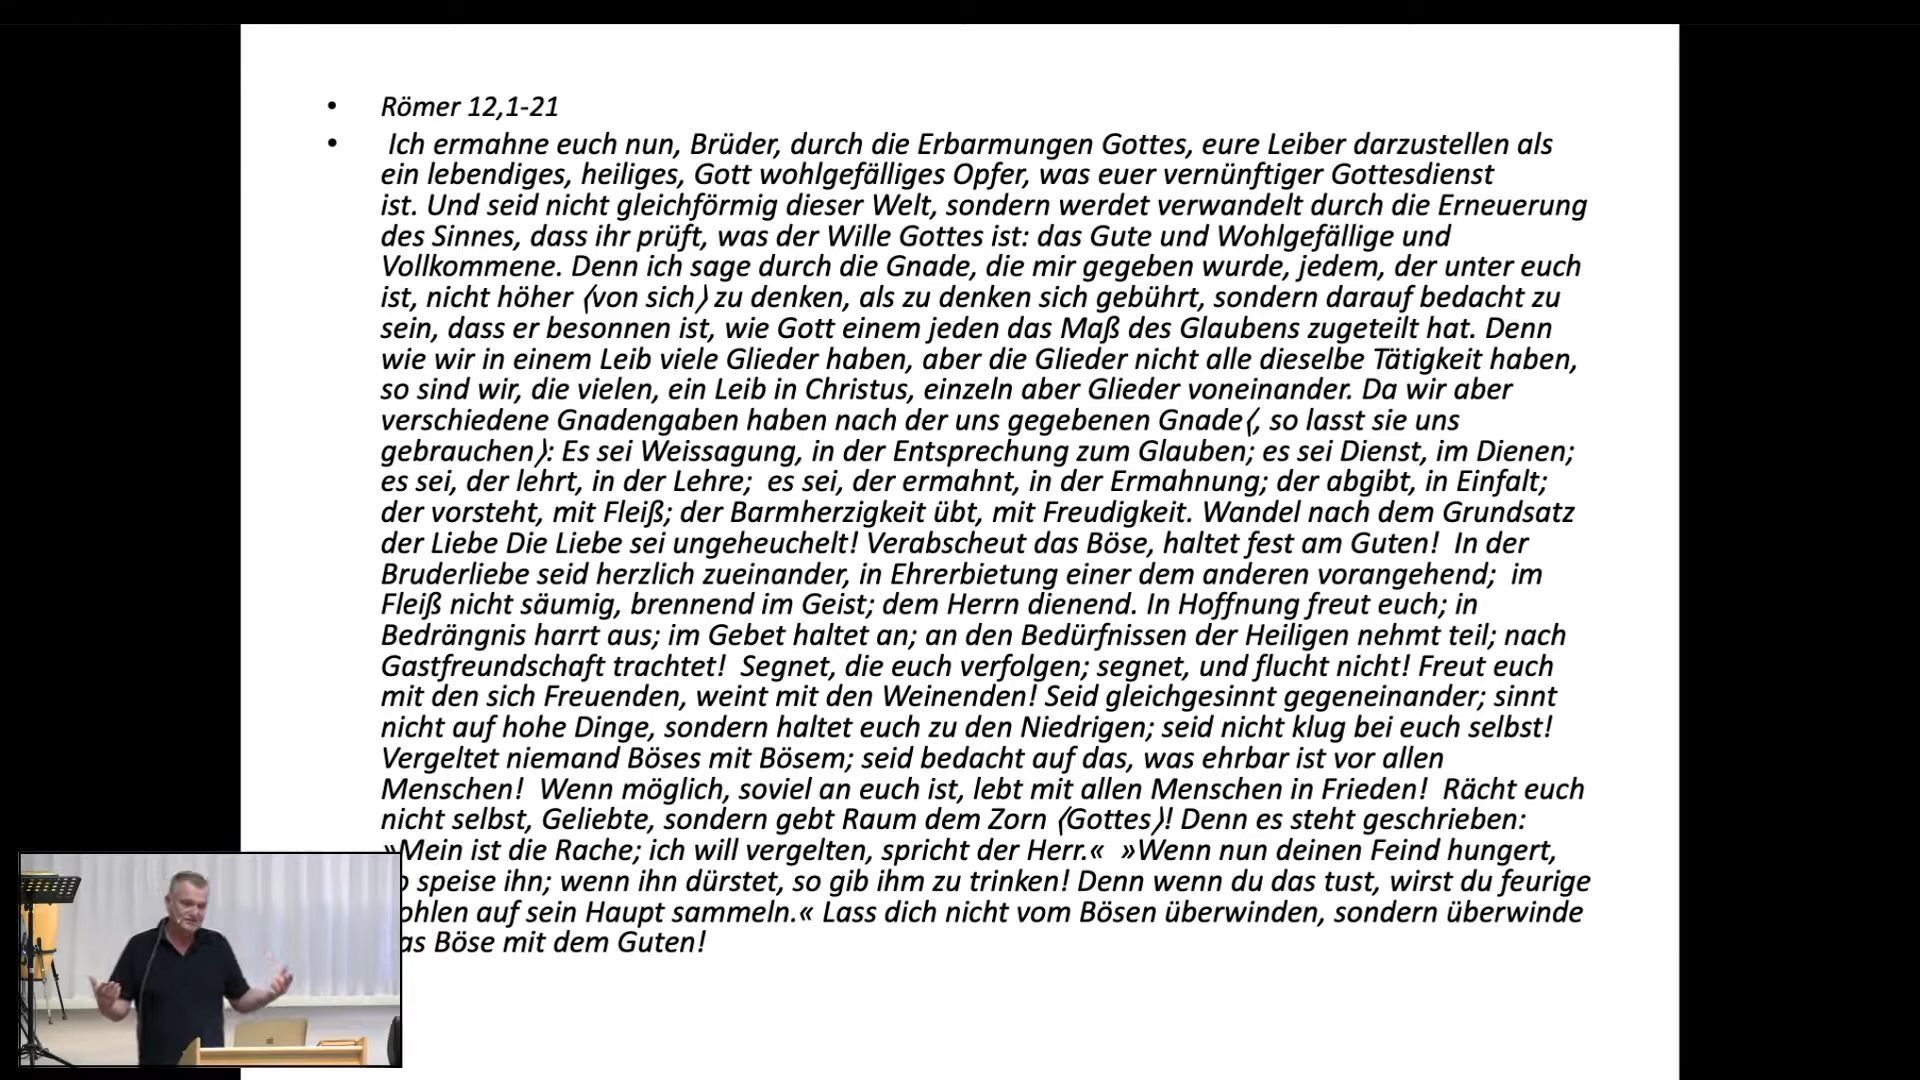 • Römer 12,1-21
• Ich ermahne euch nun, Brüder, durch die Erbarmungen Gottes, eure Leiber darzustellen als
ein lebendiges, heiliges, Gott wohlgefälliges Opfer, was euer vernünftiger Gottesdienst
ist. Und seid nicht gleichförmig dieser Welt, sondern werdet verwandelt durch die Erneuerung
des Sinnes, dass ihr prüft, was der Wille Gottes ist: das Gute und Wohlgefällige und
Vollkommene. Denn ich sage durch die Gnade, die mir gegeben wurde, jedem, der unter euch
ist, nicht höher ⟨von sich⟩ zu denken, als zu denken sich gebührt, sondern darauf bedacht zu
sein, dass er besonnen ist, wie Gott einem jeden das Maß des Glaubens zugeteilt hat. Denn
wie wir in einem Leib viele Glieder haben, aber die Glieder nicht alle dieselbe Tätigkeit haben,
so sind wir, die vielen, ein Leib in Christus, einzeln aber Glieder voneinander. Da wir aber
verschiedene Gnadengaben haben nach der uns gegebenen Gnade⟨, so lasst sie uns
gebrauchen⟩: Es sei Weissagung, in der Entsprechung zum Glauben; es sei Dienst, im Dienen;
es sei, der lehrt, in der Lehre; es sei, der ermahnt, in der Ermahnung; der abgibt, in Einfalt;
der vorsteht, mit Fleiß; der Barmherzigkeit übt, mit Freudigkeit. Wandel nach dem Grundsatz
der Liebe Die Liebe sei ungeheuchelt! Verabscheut das Böse, haltet fest am Guten! In der
Bruderliebe seid herzlich zueinander, in Ehrerbietung einer dem anderen vorangehend; im
Fleiß nicht säumig, brennend im Geist; dem Herrn dienend. In Hoffnung freut euch; in
Bedrängnis harrt aus; im Gebet haltet an; an den Bedürfnissen der Heiligen nehmt teil; nach
Gastfreundschaft trachtet! Segnet, die euch verfolgen; segnet, und flucht nicht! Freut euch
mit den sich Freuenden, weint mit den Weinenden! Seid gleichgesinnt gegeneinander; sinnt
nicht auf hohe Dinge, sondern haltet euch zu den Niedrigen; seid nicht klug bei euch selbst!
Vergeltet niemand Böses mit Bösem; seid bedacht auf das, was ehrbar ist vor allen
Menschen! Wenn möglich, soviel an euch ist, lebt mit allen Menschen in Frieden! Rächt euch
nicht selbst, Geliebte, sondern gebt Raum dem Zorn ⟨Gottes⟩! Denn es steht geschrieben:
»Mein ist die Rache; ich will vergelten, spricht der Herr.« »Wenn nun deinen Feind hungert,
speise ihn; wenn ihn dürstet, so gib ihm zu trinken! Denn wenn du das tust, wirst du feurige
ohlen auf sein Haupt sammeln.« Lass dich nicht vom Bösen überwinden, sondern überwinde
as Böse mit dem Guten!